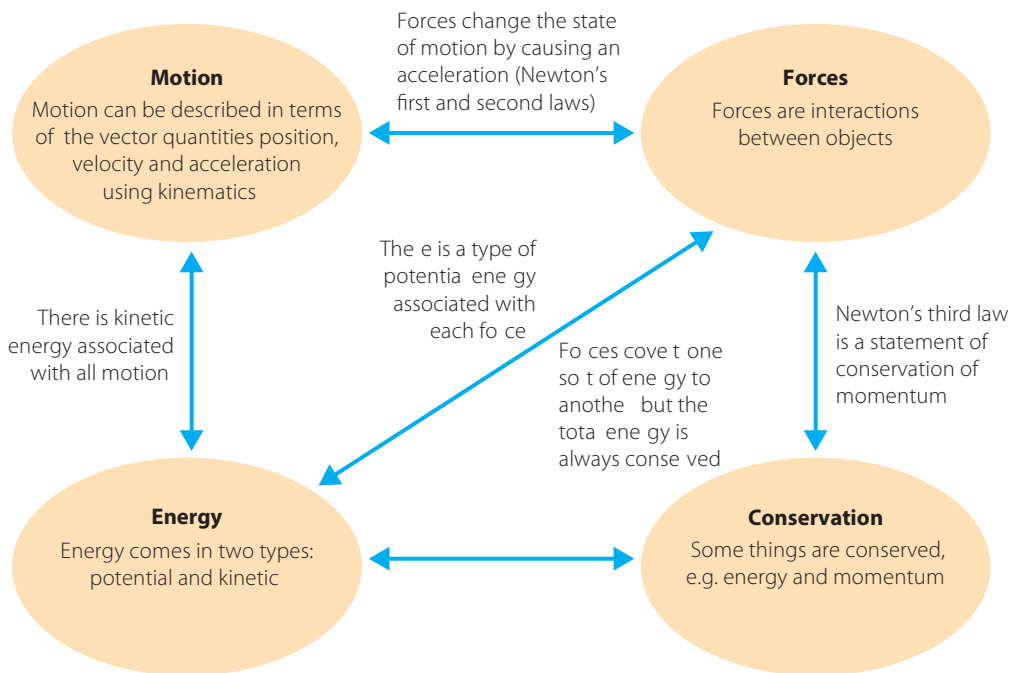 Forces change the state
of motion by causing an
acceleration (Newton's
first and second laws)
Motion
Motion can be described in terms
of the vector quantities position,
velocity and acceleration
using kinematics
Forces
Forces are interactions
between objects
The e is a type of
potentia ene gy
associated with
each fo ce
There is kinetic
energy associated
with all motion
Newton's third law
is a statement of
conservation of
momentum
Fo ces cove t one
so t of ene gy to
anothe but the
tota ene gy is
always conse ved
Energy
Energy comes in two types:
potential and kinetic
Conservation
Some things are conserved,
e.g. energy and momentum